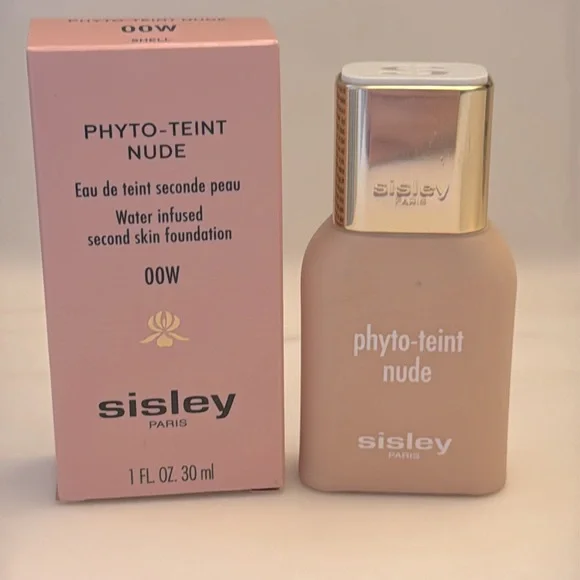 PHYTO-TEINT NUDE
00W
SHELL
PHYTO-TEINT
NUDE
Eau de teint seconde peau
Water infused
second skin foundation
00W
sisley
PARIS
1 FL. OZ. 30 ml
sisley
PARIS
phyto-teint
nude
sisley
PARIS